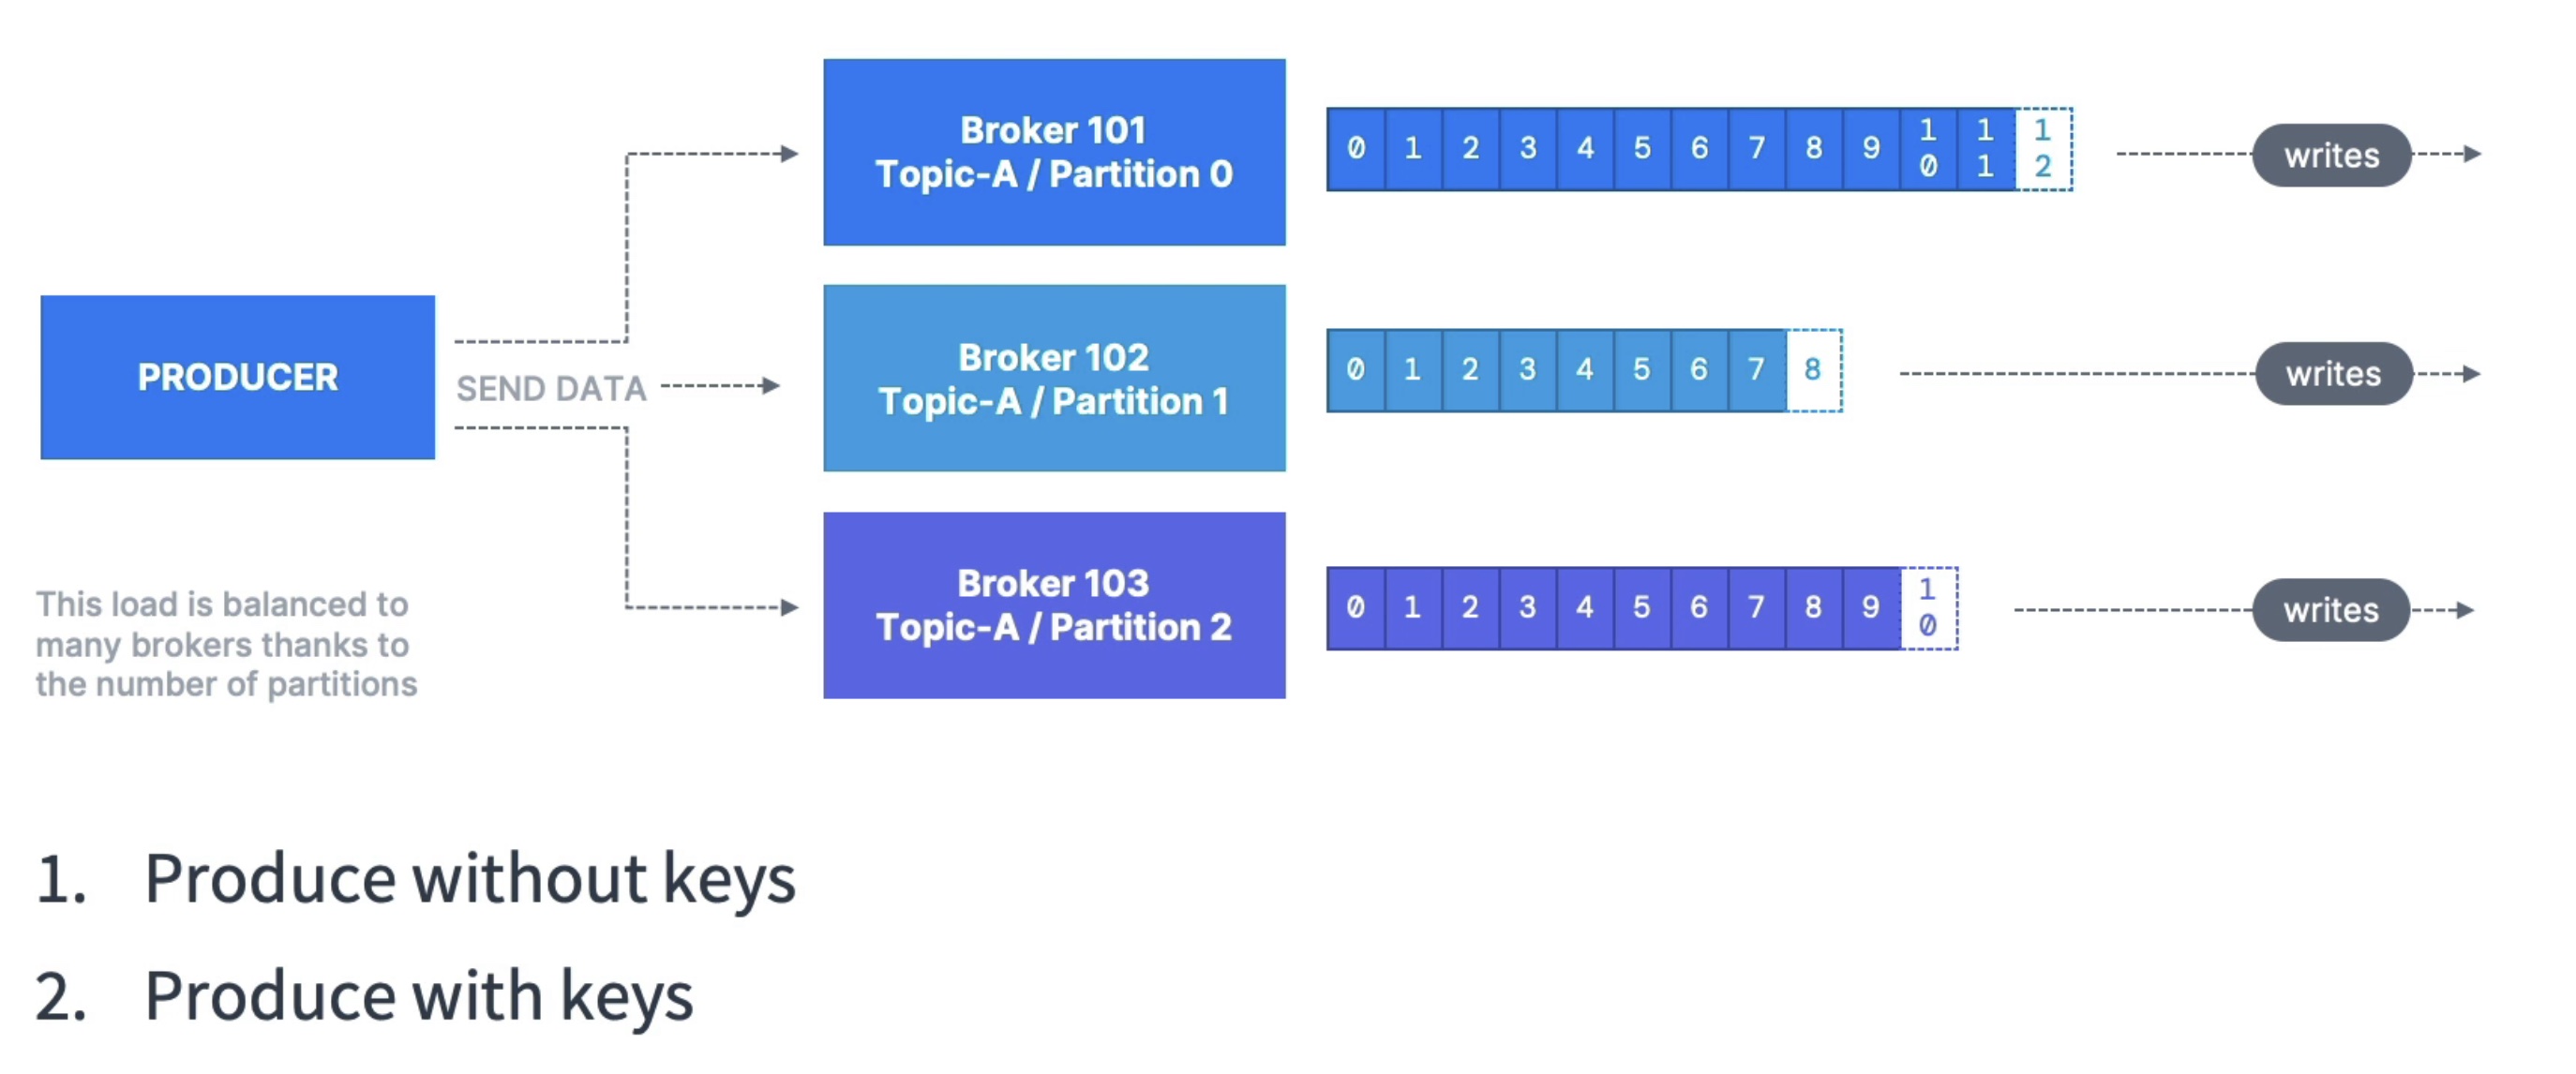 Broker 101
Topic-A / Partition 0
0 1 2 3 4 5 6 7 8 9 10 11 12
writes
PRODUCER
SEND DATA
Broker 102
Topic-A / Partition 1
0 1 2 3 4 5 6 7 8
writes
Broker 103
Topic-A / Partition 2
0 1 2 3 4 5 6 7 8 9 10
writes
This load is balanced to
many brokers thanks to
the number of partitions
1. Produce without keys
2. Produce with keys